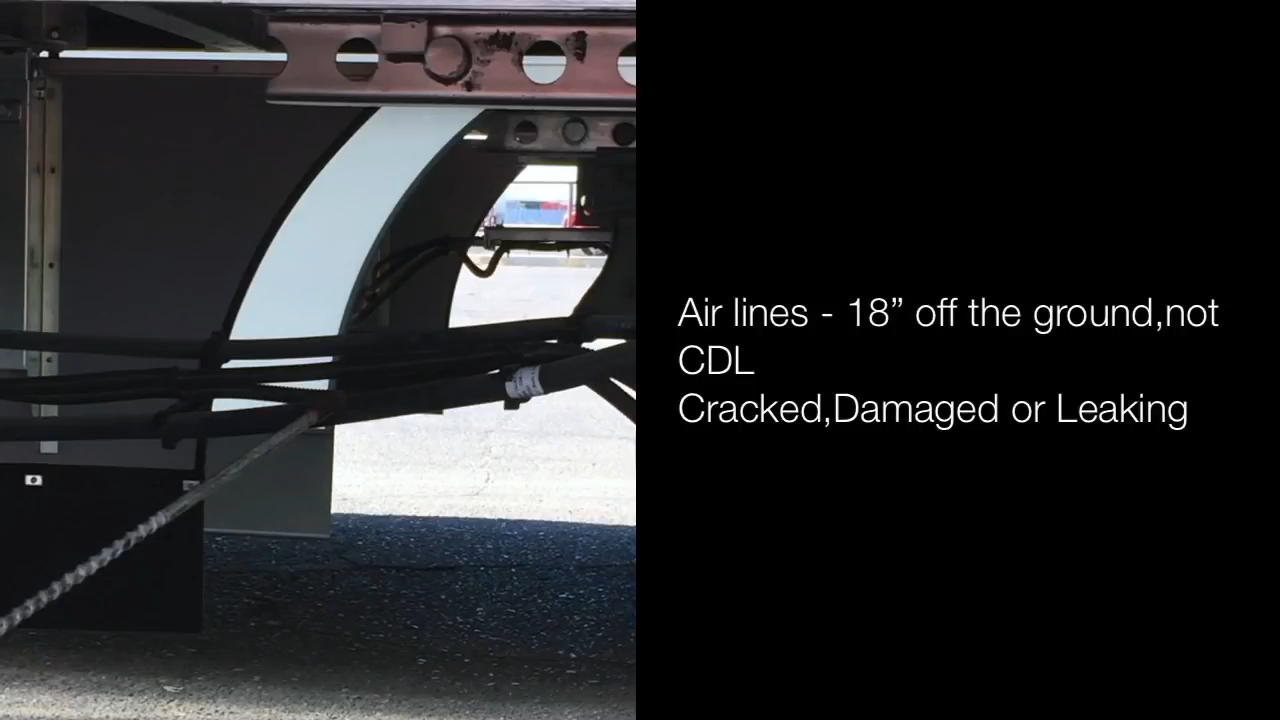 Air lines - 18” off the ground,not
CDL
Cracked,Damaged or Leaking